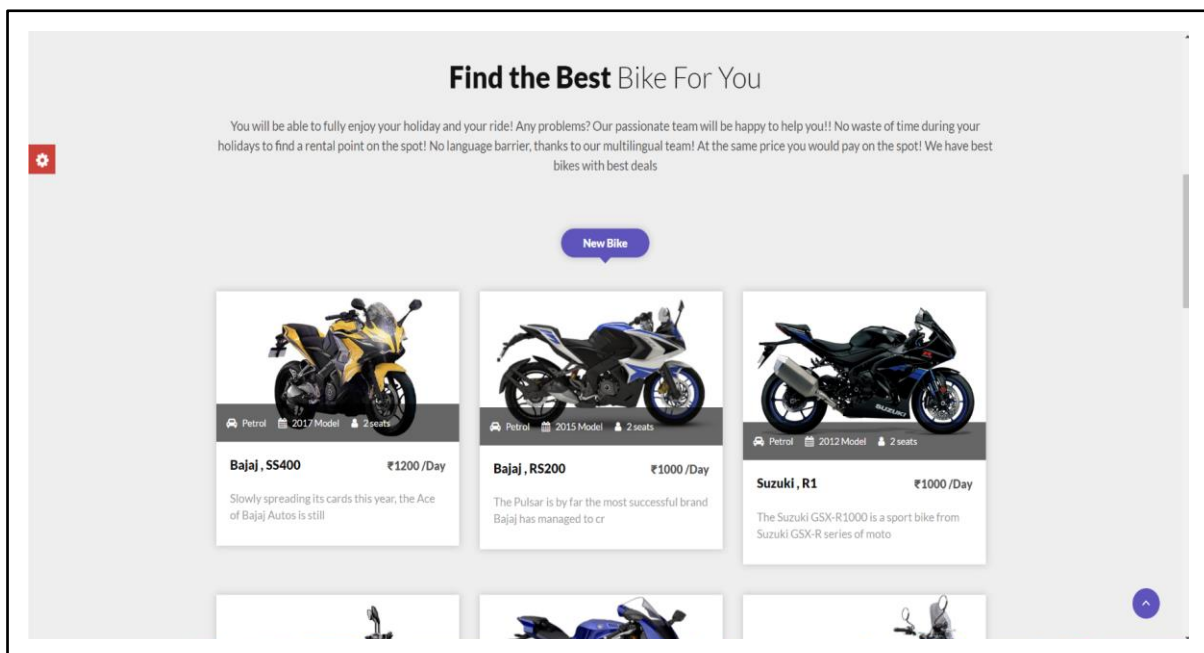 Find the Best Bike For You
You will be able to fully enjoy your holiday and your ride! Any problems? Our passionate team will be happy to help you!! No waste of time during your
holidays to find a rental point on the spot! No language barrier, thanks to our multilingual team! At the same price you would pay on the spot! We have best
bikes with best deals
New Bike
Petrol 2017 Model 2 seats
Bajaj , SS400 ₹1200 /Day
Slowly spreading its cards this year, the Ace
of Bajaj Autos is still
Petrol 2015 Model 2 seats
Bajaj , RS200 ₹1000 /Day
The Pulsar is by far the most successful brand
Bajaj has managed to cr
SUZUKI
Petrol 2012 Model 2 seats
Suzuki , R1 ₹1000 /Day
The Suzuki GSX-R1000 is a sport bike from
Suzuki GSX-R series of moto